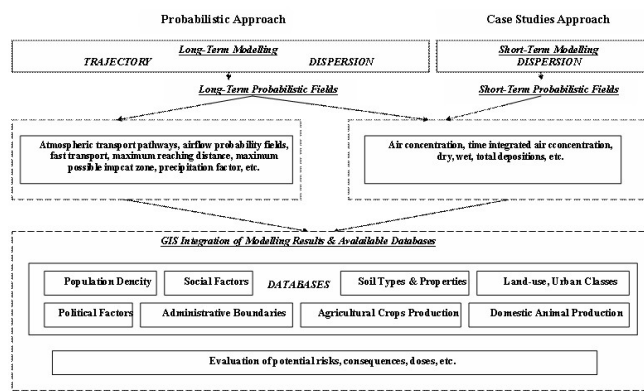 Probabilistic Approach
Case Studies Approach
Long-Term Modelling
TRAJECTORY DISPERSION
Short-Term Modelling
DISPERSION
Long-Term Probabilistic Fields
Short-Term Probabilistic Fields
Atmospheric transport pathways, airflow probability fields,
fast transport, maximum reaching distance, maximum
possible impcat zone, precipitation factor, etc.
Air concentration, time integrated air cconcentration,
dry, wet, total depositions, etc.
GIS Integration of Modelling Results & Avalailable Databases
Population Dencity
Social Factors
DATABASES
Soil Types & Properties
Land-use, Urban Classes
Political Factors
Administrative Boundaries
Agricultural Crops Production
Domestic Animal Production
Evaluation of potential risks, consequences, doses, etc.